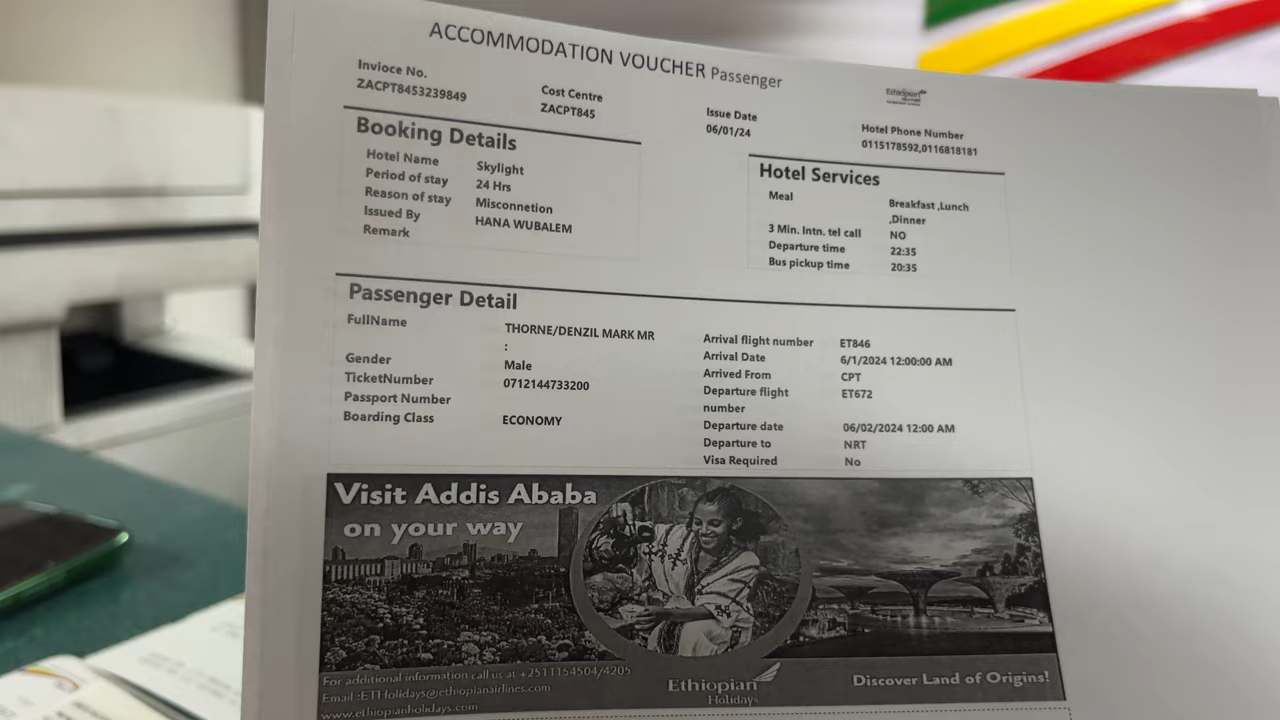 ACCOMMODATION VOUCHER Passenger
Ethiopian
Invioce No.
ZACPT8453239849
Cost Centre
ZACPT845
Issue Date
06/01/24
Hotel Phone Number
0115178592,0116818181
Booking Details
Hotel Name Skylight
Period of stay 24 Hrs
Reason of stay Misconnetion
Issued By HANA WUBALEM
Remark
Hotel Services
Meal Breakfast ,Lunch
,Dinner
3 Min. Intn. tel call NO
Departure time 22:35
Bus pickup time 20:35
Passenger Detail
FullName THORNE/DENZIL MARK MR
:
Gender Male
TicketNumber 0712144733200
Passport Number
Boarding Class ECONOMY
Arrival flight number ET846
Arrival Date 6/1/2024 12:00:00 AM
Arrived From CPT
Departure flight ET672
number
Departure date 06/02/2024 12:00 AM
Departure to NRT
Visa Required No
Visit Addis Ababa
on your way
For additional information call us at +2511154504/4205
Email :ETHolidays@ethiopianairlines.com
www.ethiopianholidays.com
Ethiopian
Holidays
Discover Land of Origins!